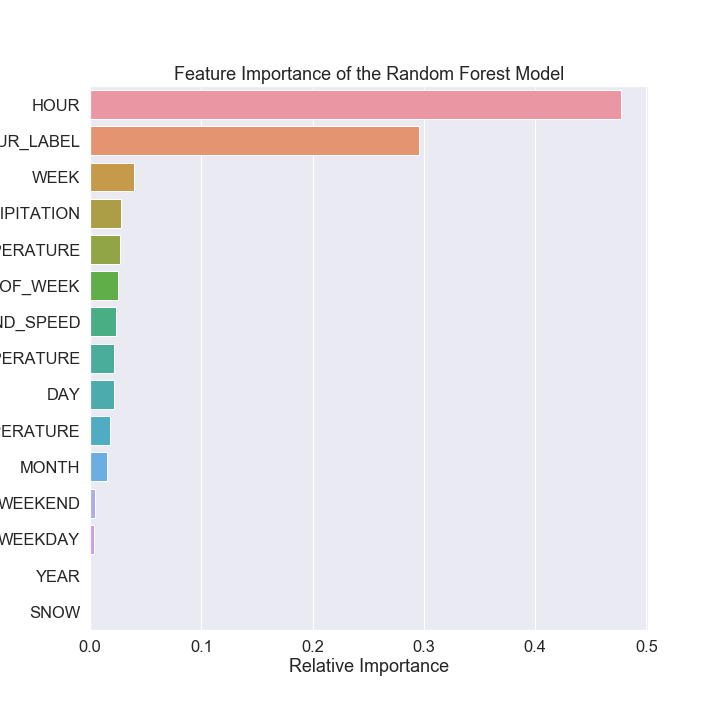 Feature Importance of the Random Forest Model
HOUR
UR_LABEL
WEEK
IPITATION
PERATURE
OF_WEEK
ND_SPEED
PERATURE
DAY
PERATURE
MONTH
WEEKEND
WEEKDAY
YEAR
SNOW
0.0 0.1 0.2 0.3 0.4 0.5
Relative Importance